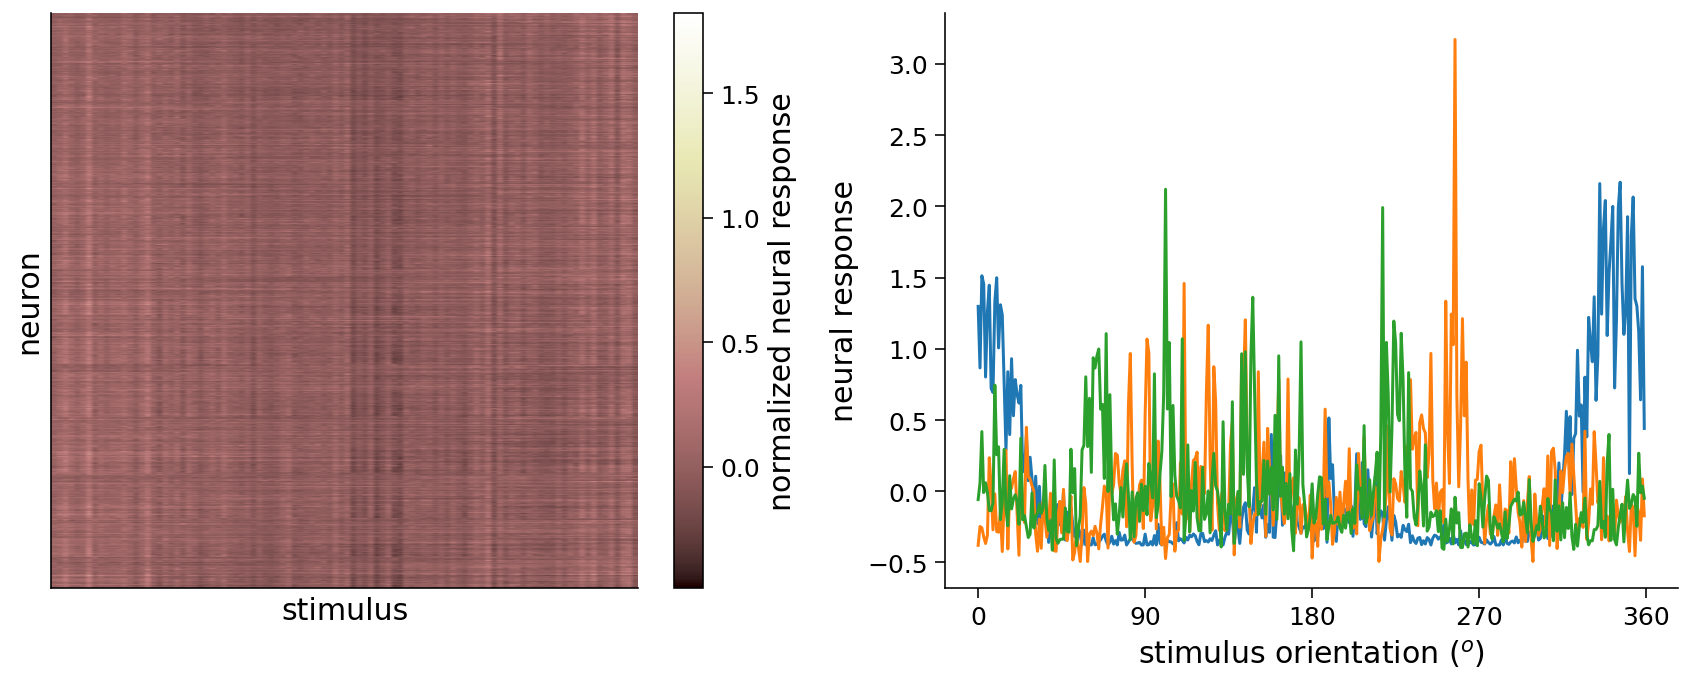 neuron
stimulus
1.5
1.0
0.5
0.0
normalized neural response
neural response
3.0
2.5
2.0
1.5
1.0
0.5
0.0
−0.5
0 90 180 270 360
stimulus orientation (o)